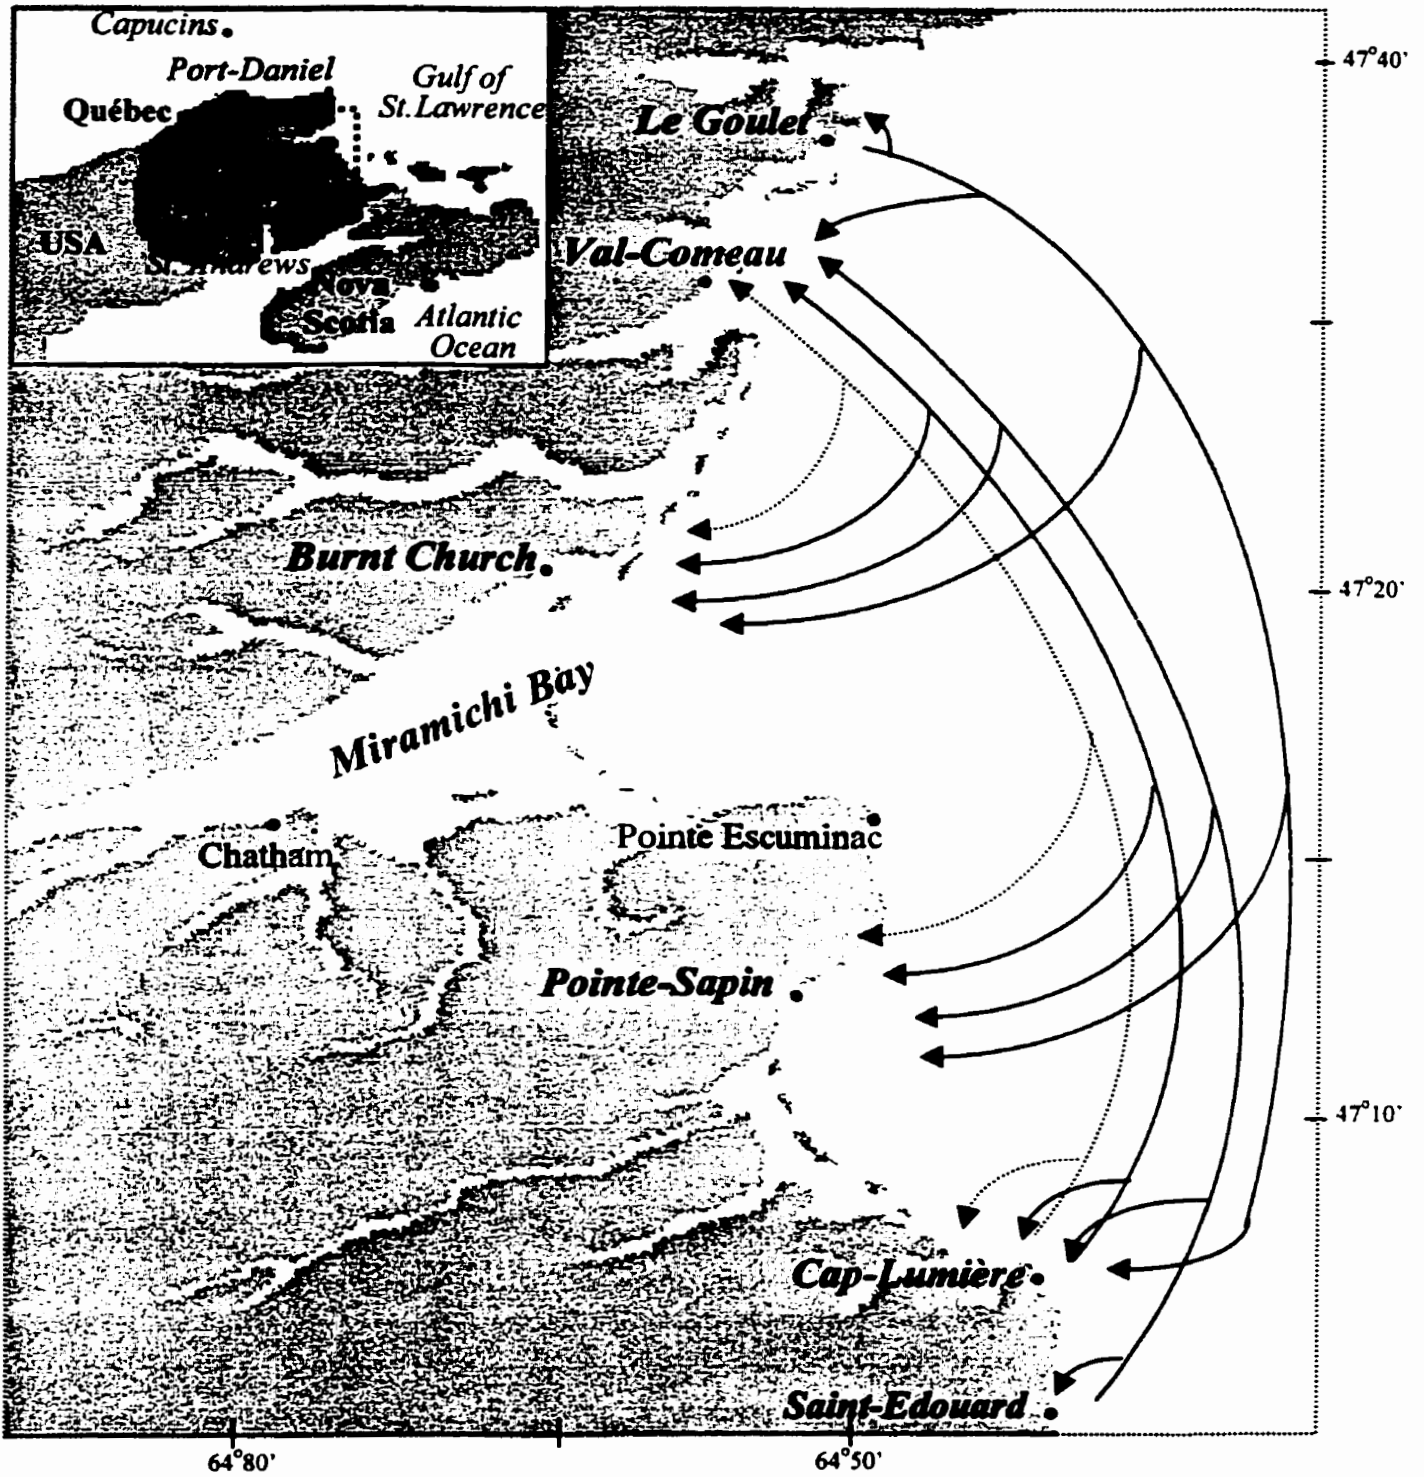 Capucins
Port-Daniel
Gulf of
St. Lawrence
Québec
USA
St. Andrews
Nova
Scotia
Atlantic
Ocean
47°40'
Le Goulet
Val-Comeau
Burnt Church
47°20'
Miramichi Bay
Chatham
Pointe Escuminac
Pointe-Sapin
47°10'
Cap-Lumière
Saint-Edouard
64°80'
64°50'